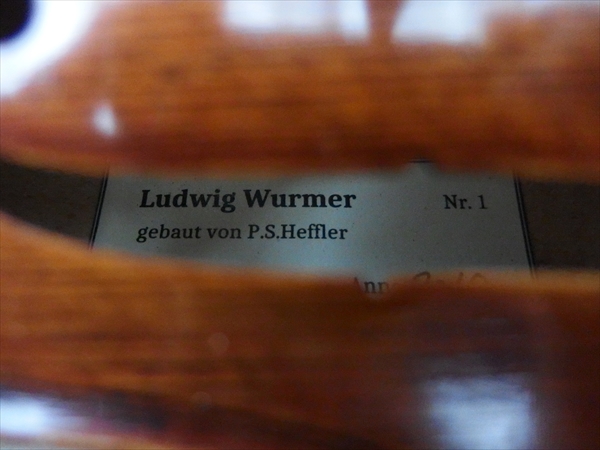 Ludwig Wurmer Nr. 1
gebaut von P.S.Heffler